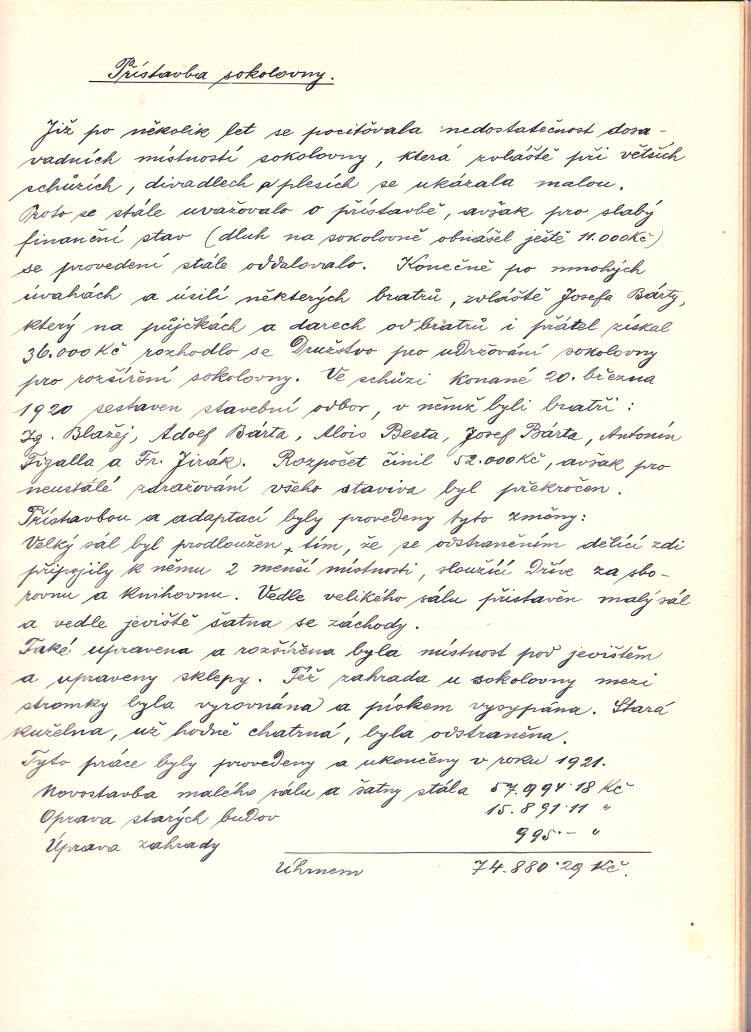 Přístavba sokolovny.
Již po několik let se pociťovala nedostatečnost dosa-
vadních místností sokolovny, která zvláště při větších
schůzích, divadlech a plesích se ukázala malou.
Proto se stále uvažovalo o přístavbě, avšak pro slabý
finanční stav (dluh na sokolovně obnášel ještě 11.000Kč)
se provedení stále oddalovalo. Konečně po mnohých
úvahách a úsilí některých bratrů, zvláště Josefa Bárty,
který na půjčkách a darech od bratrů i přátel získal
36.000 Kč rozhodlo se Družstvo pro udržování sokolovny
pro rozšíření sokolovny. Ve schůzi konané 20. března
1920 sestaven stavební odbor, v němž byli bratři :
Ig. Blažej, Adolf Bárta, Alois Besta, Josef Bárta, Antonín
Figalla a Fr. Jirák. Rozpočet činil 52.000 Kč, avšak pro
neustálé zdražování všeho staviva byl překročen.
Přístavbou a adaptací byly provedeny tyto změny:
Velký sál byl prodloužen tím, že se odstraněním dělící zdi
připojily k němu 2 menší místnosti, sloužící dříve za sbo-
rovnu a knihovnu. Vedle velikého sálu přistavěn malý sál
a vedle jeviště šatna se záchody.
Také upravena a rozšířena byla místnost pod jevištěm
a upraveny sklepy. Též zahrada u sokolovny mezi
stromky byla vyrovnána a pískem vysypána. Stará
kuželna, už hodně chatrná, byla odstraněna.
Tyto práce byly provedeny a ukončeny v roku 1921.
Novostavba malého sálu a šatny stála 57.994·18 Kč
Oprava starých budov 15.891·11 "
Úprava zahrady 995·– "
Úhrnem 74.880·29 Kč.